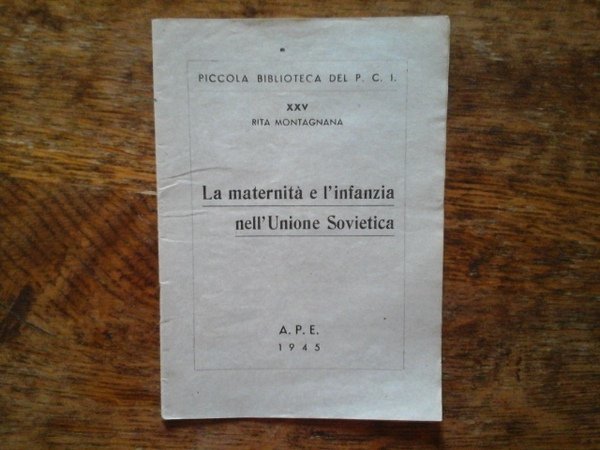 PICCOLA BIBLIOTECA DEL P. C. I.
XXV
RITA MONTAGNANA
La maternità e l'infanzia
nell'Unione Sovietica
A. P. E.
1945